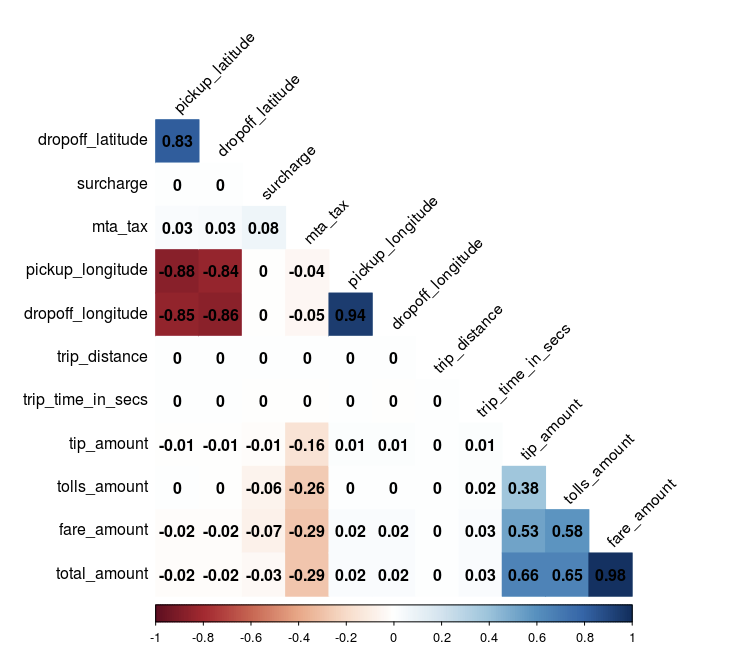 pickup_latitude
dropoff_latitude 0.83 dropoff_latitude
surcharge 0 0 surcharge
mta_tax 0.03 0.03 0.08 mta_tax
pickup_longitude -0.88 -0.84 0 -0.04 pickup_longitude
dropoff_longitude -0.85 -0.86 0 -0.05 0.94 dropoff_longitude
trip_distance 0 0 0 0 0 0 trip_distance
trip_time_in_secs 0 0 0 0 0 0 0 trip_time_in_secs
tip_amount -0.01 -0.01 -0.01 -0.16 0.01 0.01 0 0.01 tip_amount
tolls_amount 0 0 -0.06 -0.26 0 0 0 0.02 0.38 tolls_amount
fare_amount -0.02 -0.02 -0.07 -0.29 0.02 0.02 0 0.03 0.53 0.58 fare_amount
total_amount -0.02 -0.02 -0.03 -0.29 0.02 0.02 0 0.03 0.66 0.65 0.98
-1 -0.8 -0.6 -0.4 -0.2 0 0.2 0.4 0.6 0.8 1